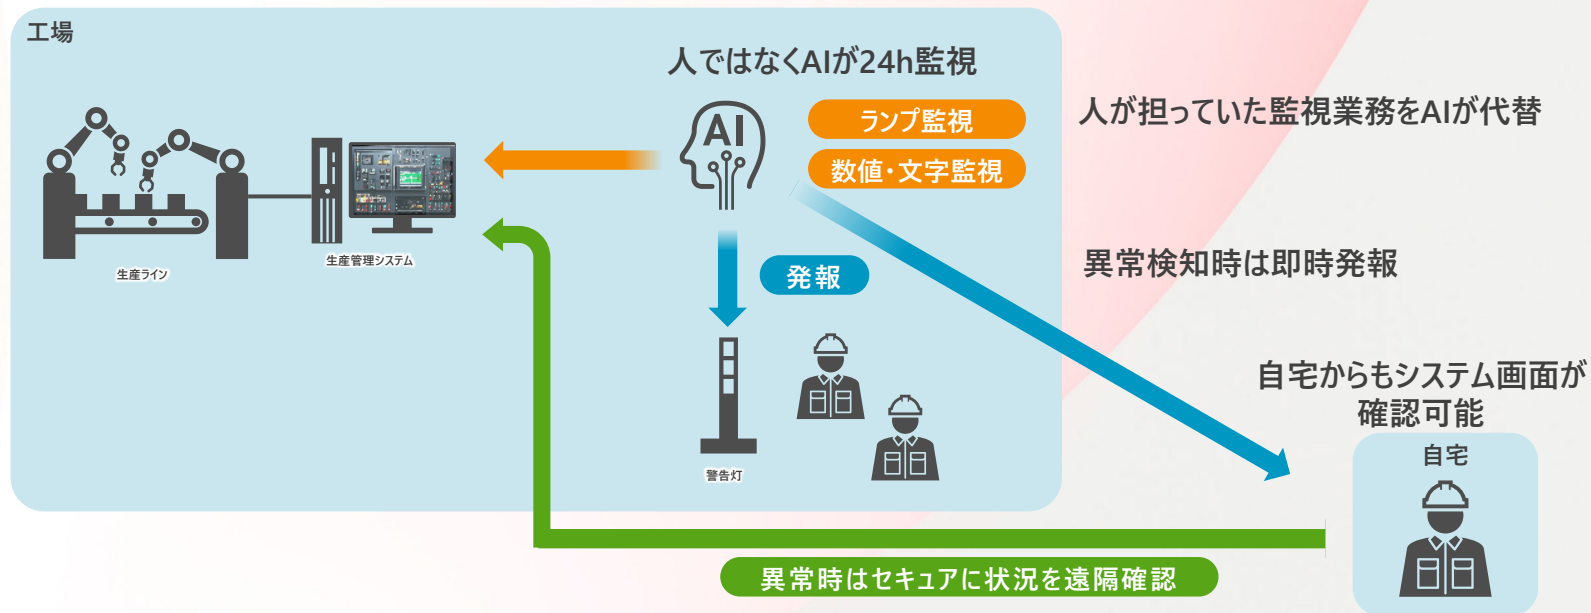 工場
人ではなくAIが24h監視
AI
ランプ監視
数値・文字監視
人が担っていた監視業務をAIが代替
生産ライン
生産管理システム
発報
異常検知時は即時発報
警告灯
自宅からもシステム画面が
確認可能
自宅
異常時はセキュアに状況を遠隔確認